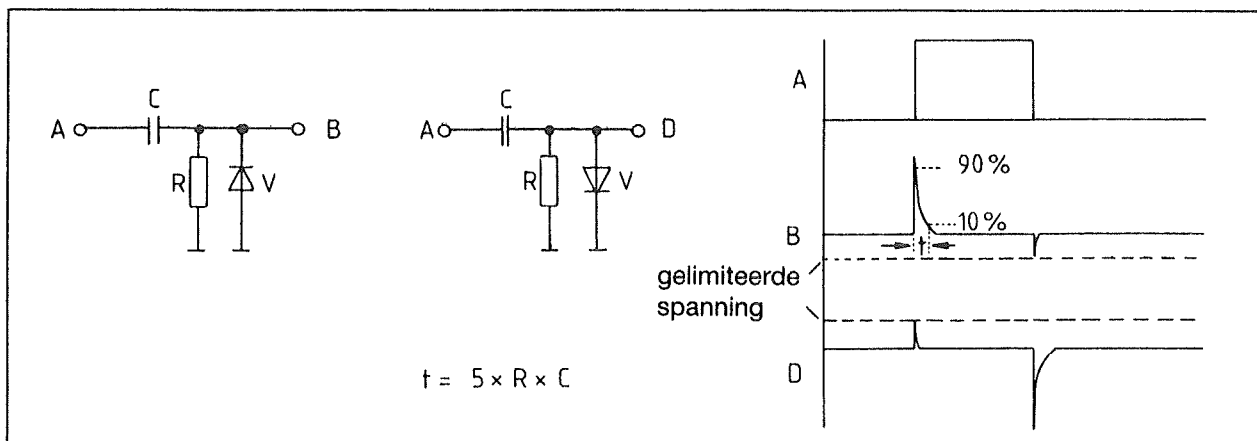 C
A
B
R
V
C
A
D
R
V
t = 5 × R × C
A
90%
10%
B
t
gelimiteerde
spanning
D